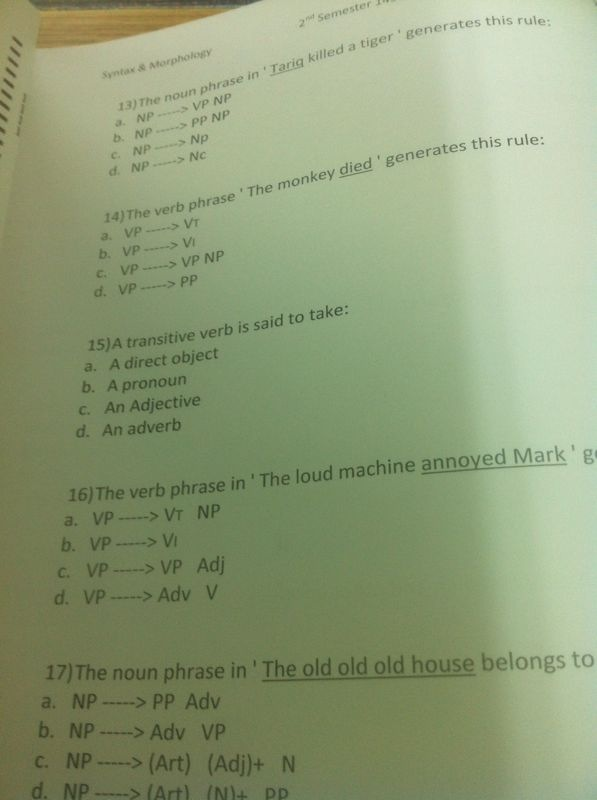 2nd Semester
Syntax & Morphology
13)The noun phrase in ' Tariq killed a tiger ' generates this rule:
a. NP -----> VP NP
b. NP -----> PP NP
c. NP -----> Np
d. NP -----> Nc
14)The verb phrase ' The monkey died ' generates this rule:
a. VP -----> VT
b. VP -----> VI
c. VP -----> VP NP
d. VP -----> PP
15)A transitive verb is said to take:
a. A direct object
b. A pronoun
c. An Adjective
d. An adverb
16)The verb phrase in ' The loud machine annoyed Mark '
a. VP -----> VT NP
b. VP -----> VI
c. VP -----> VP Adj
d. VP -----> Adv V
17)The noun phrase in ' The old old old house belongs to
a. NP -----> PP Adv
b. NP -----> Adv VP
c. NP -----> (Art) (Adj)+ N
d. NP -----> (Art) (N)+ PP